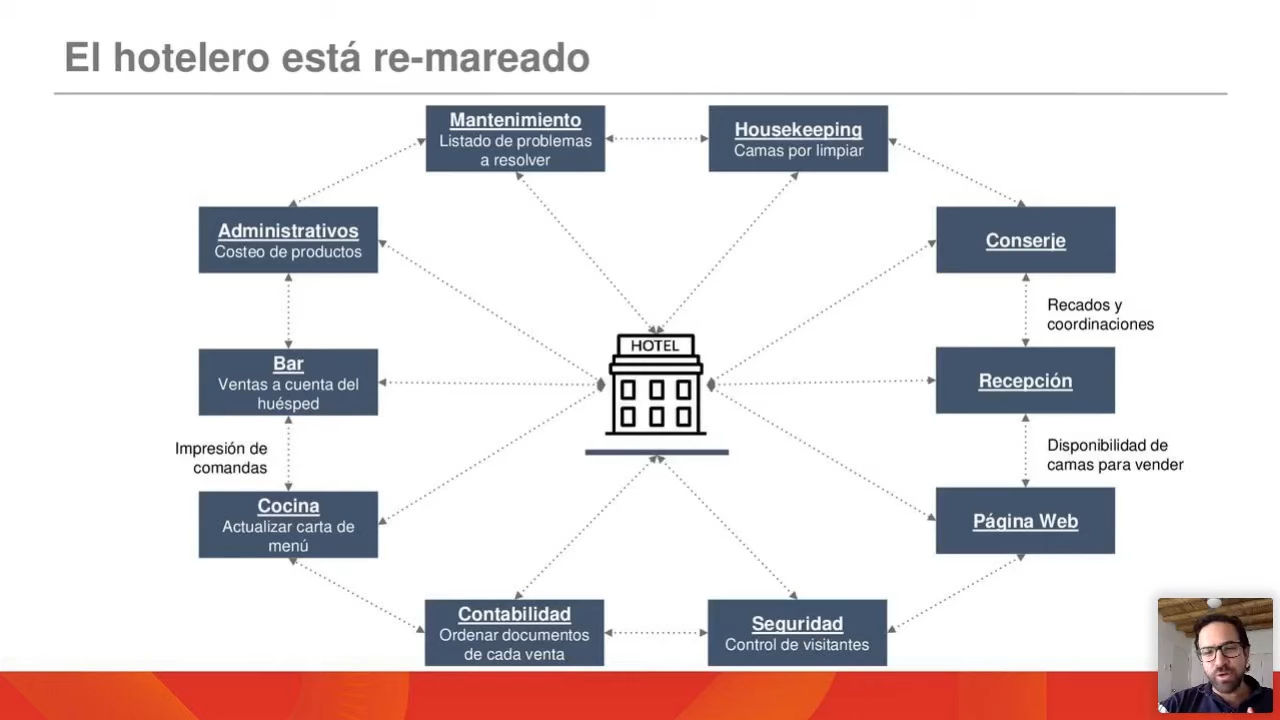 El hotelero está re-mareado
Mantenimiento
Listado de problemas
a resolver
Housekeeping
Camas por limpiar
Administrativos
Costeo de productos
Conserje
Recados y
coordinaciones
HOTEL
Bar
Ventas a cuenta del
huésped
Recepción
Impresión de
comandas
Disponibilidad de
camas para vender
Cocina
Actualizar carta de
menú
Página Web
Contabilidad
Ordenar documentos
de cada venta
Seguridad
Control de visitantes